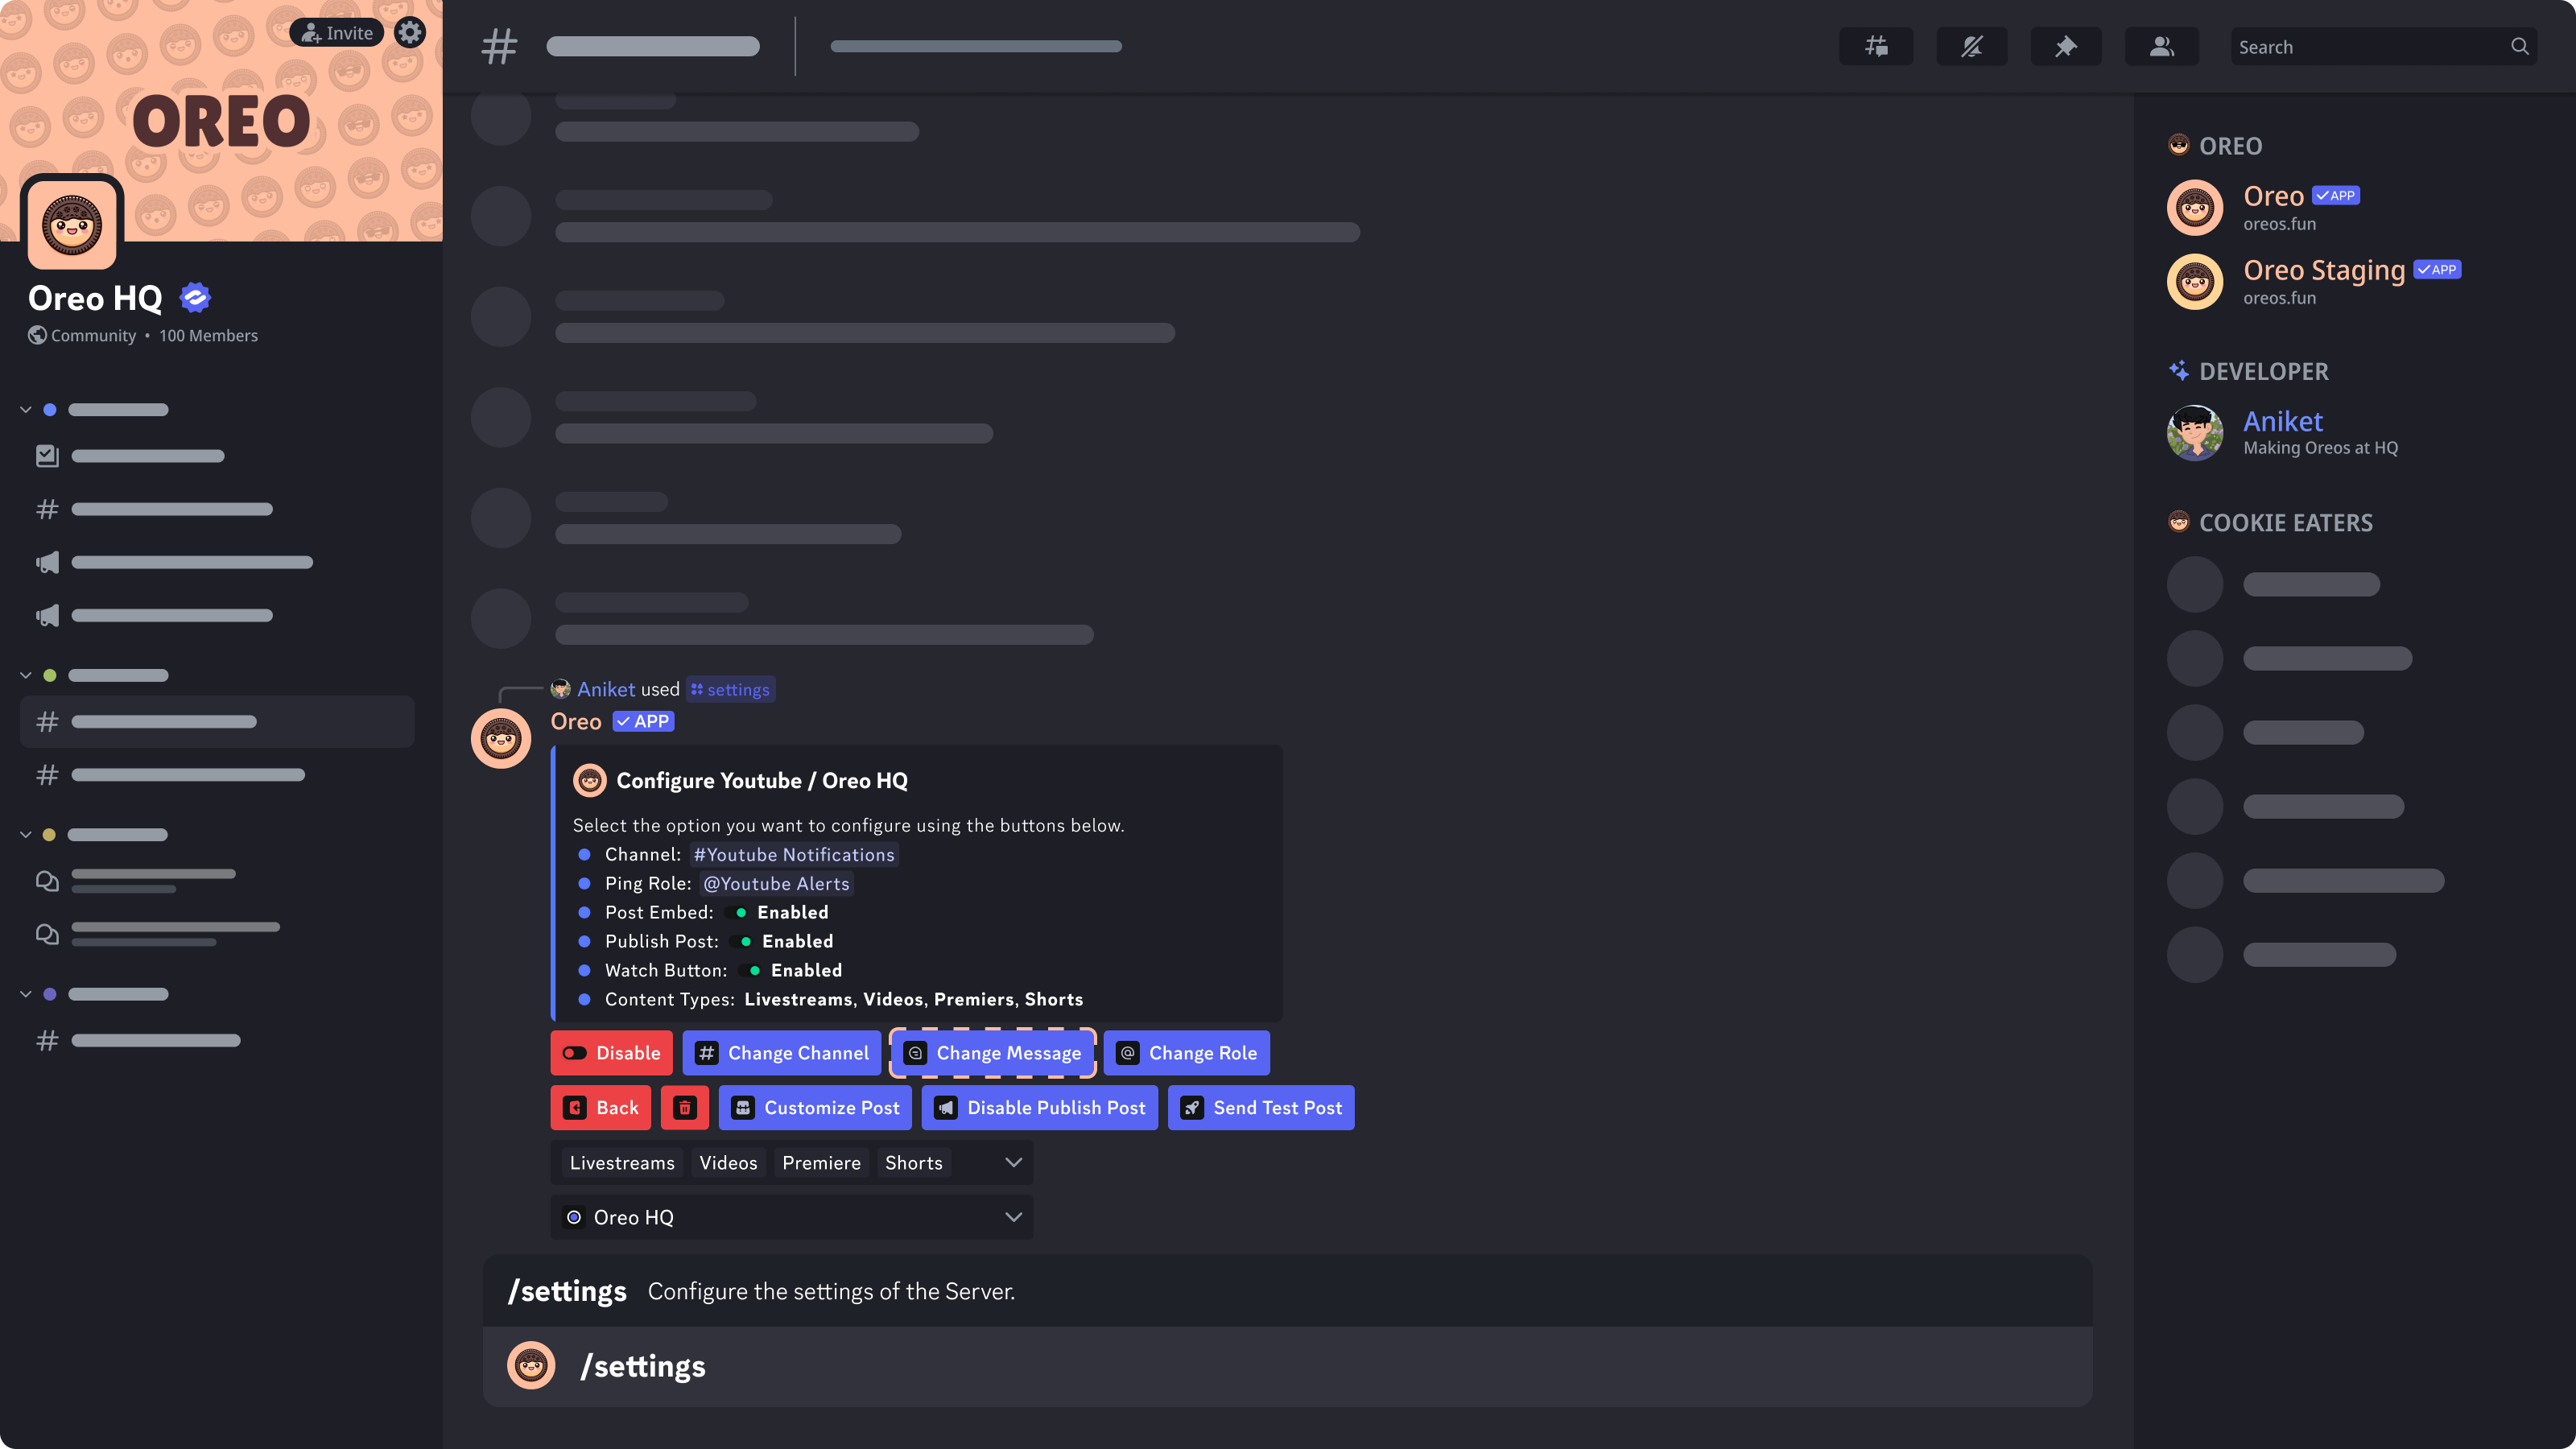 Invite
OREO
Oreo HQ
Community • 100 Members
Search
Aniket used settings
Oreo APP
Configure Youtube / Oreo HQ
Select the option you want to configure using the buttons below.
Channel: #Youtube Notifications
Ping Role: @Youtube Alerts
Post Embed: Enabled
Publish Post: Enabled
Watch Button: Enabled
Content Types: Livestreams, Videos, Premiers, Shorts
Disable Change Channel Change Message Change Role
Back Customize Post Disable Publish Post Send Test Post
Livestreams Videos Premiere Shorts
Oreo HQ
/settings Configure the settings of the Server.
/settings
OREO
Oreo APP
oreos.fun
Oreo Staging APP
oreos.fun
DEVELOPER
Aniket
Making Oreos at HQ
COOKIE EATERS